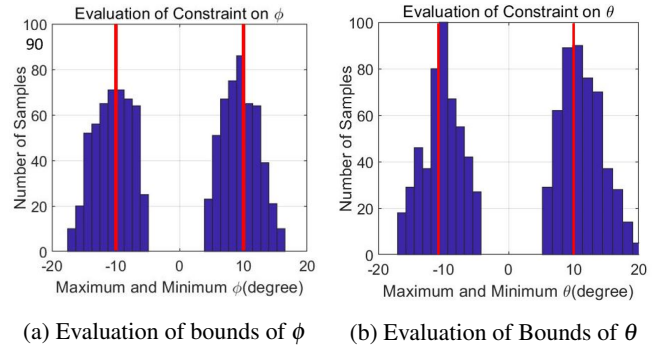 Evaluation of Constraint on ϕ
100
90
80
60
40
20
0
Number of Samples
-20 -10 0 10 20
Maximum and Minimum ϕ(degree)
(a) Evaluation of bounds of ϕ
Evaluation of Constraint on θ
100
80
60
40
20
0
Number of Samples
-20 -10 0 10 20
Maximum and Minimum θ(degree)
(b) Evaluation of Bounds of θ